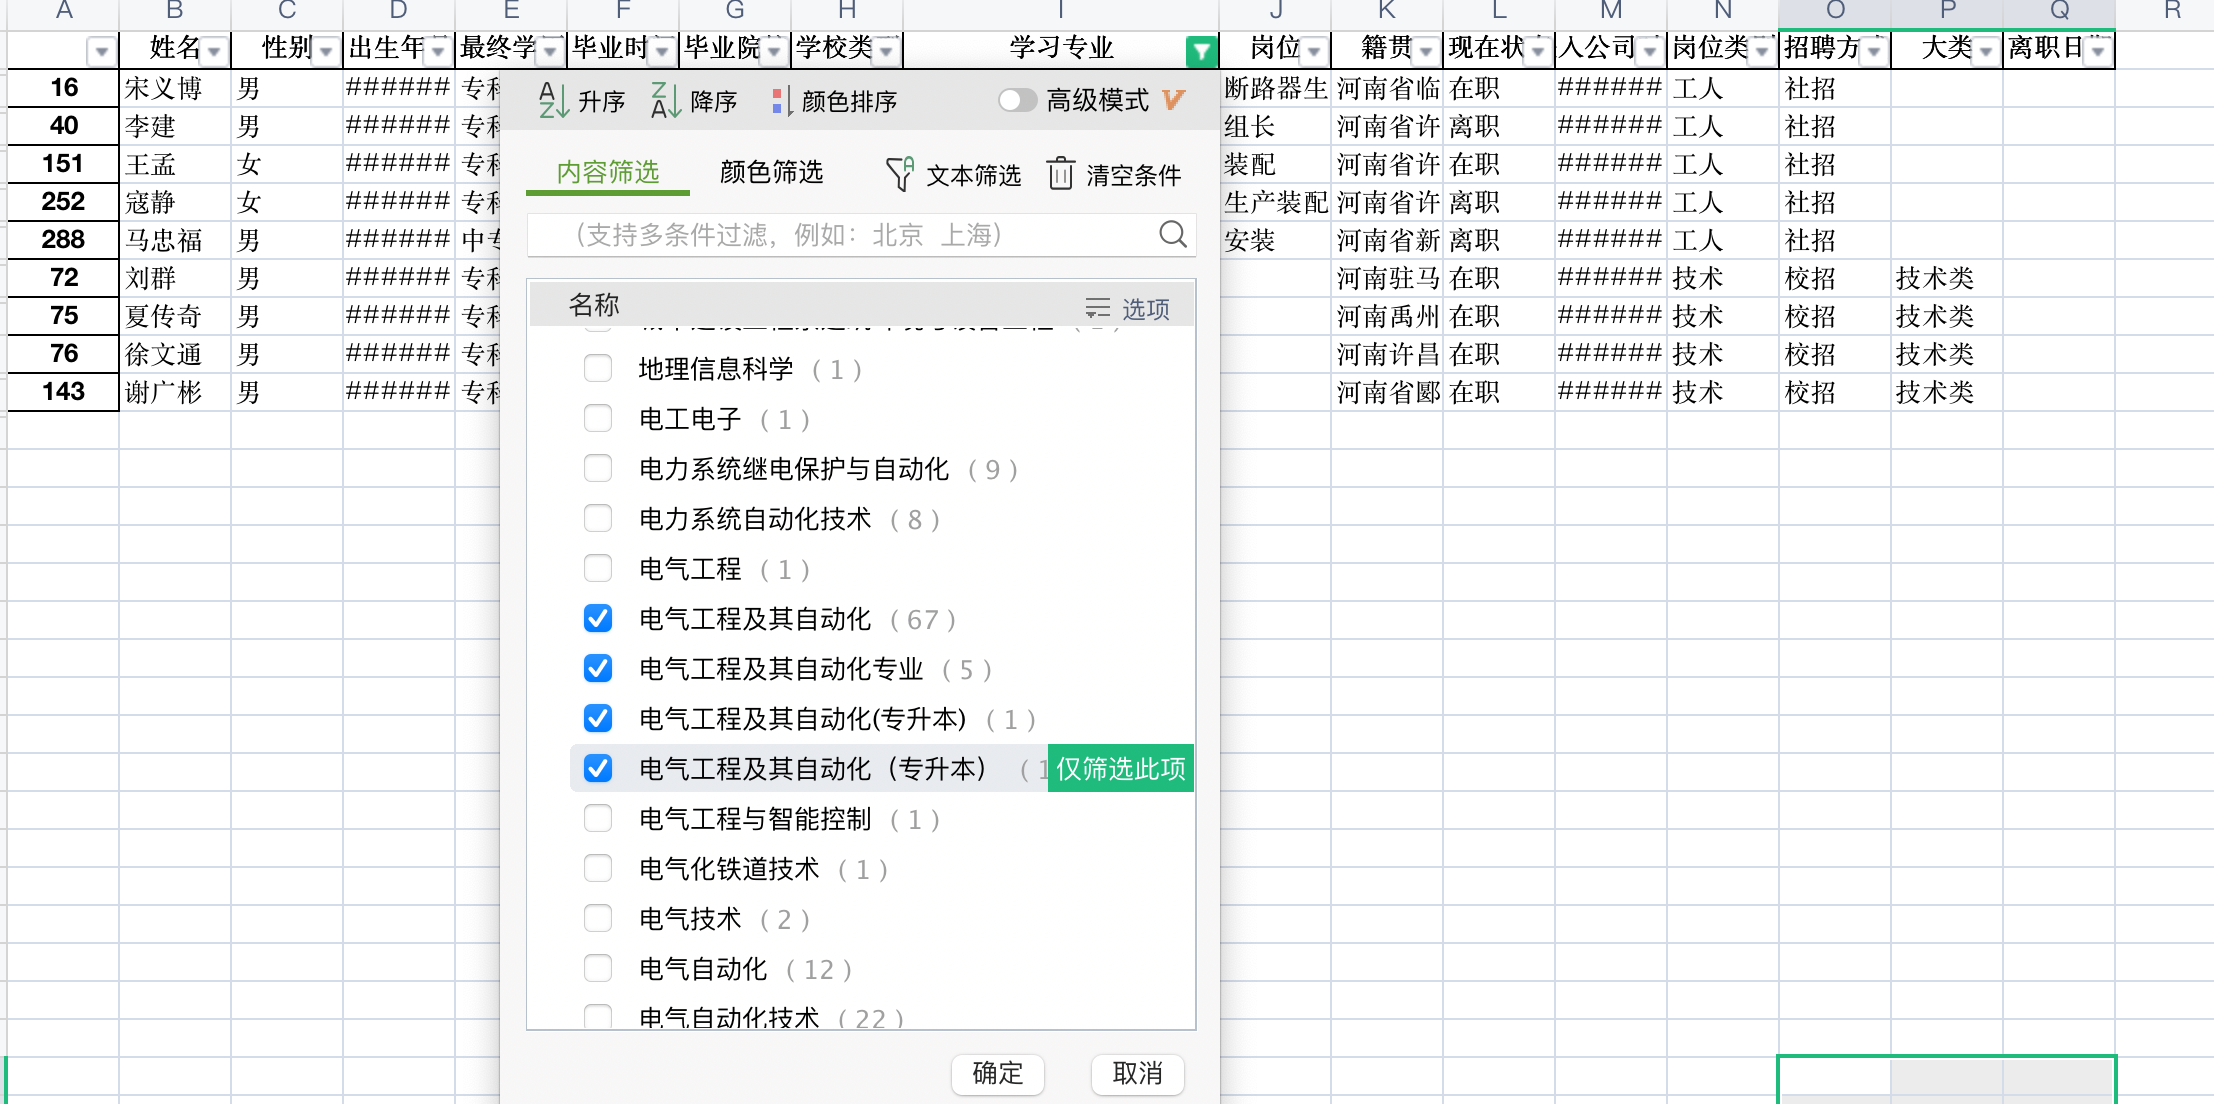 A B C D E F G H I J K L M N O P Q R
姓名 性别 出生年 最终学 毕业时 毕业院 学校类 学习专业 岗位 籍贯 现在状 入公司 岗位类 招聘方 大类 离职日
16 宋义博 男 ###### 专科 断路器生 河南省临 在职 ###### 工人 社招
40 李建 男 ###### 专科 组长 河南省许 离职 ###### 工人 社招
151 王孟 女 ###### 专科 装配 河南省许 在职 ###### 工人 社招
252 寇静 女 ###### 专科 生产装配 河南省许 离职 ###### 工人 社招
288 马忠福 男 ###### 中专 安装 河南省新 离职 ###### 工人 社招
72 刘群 男 ###### 专科 河南驻马 在职 ###### 技术 校招 技术类
75 夏传奇 男 ###### 专科 河南禹州 在职 ###### 技术 校招 技术类
76 徐文通 男 ###### 专科 河南许昌 在职 ###### 技术 校招 技术类
143 谢广彬 男 ###### 专科 河南省郾 在职 ###### 技术 校招 技术类
升序 降序 颜色排序 高级模式
内容筛选 颜色筛选 文本筛选 清空条件
（支持多条件过滤，例如：北京 上海）
名称 选项
地理信息科学 (1)
电工电子 (1)
电力系统继电保护与自动化 (9)
电力系统自动化技术 (8)
电气工程 (1)
电气工程及其自动化 (67)
电气工程及其自动化专业 (5)
电气工程及其自动化(专升本) (1)
电气工程及其自动化（专升本） (1 仅筛选此项
电气工程与智能控制 (1)
电气化铁道技术 (1)
电气技术 (2)
电气自动化 (12)
电气自动化技术 (22)
确定 取消